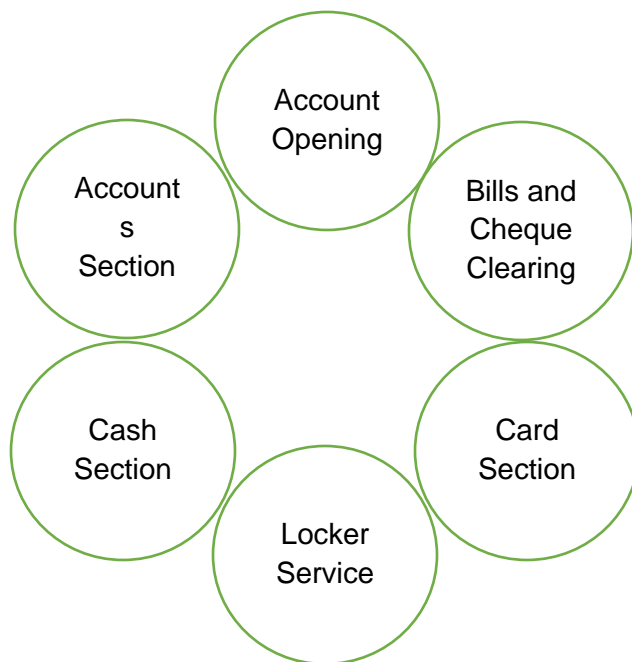 Account
Opening
Account
s
Section
Bills and
Cheque
Clearing
Cash
Section
Card
Section
Locker
Service